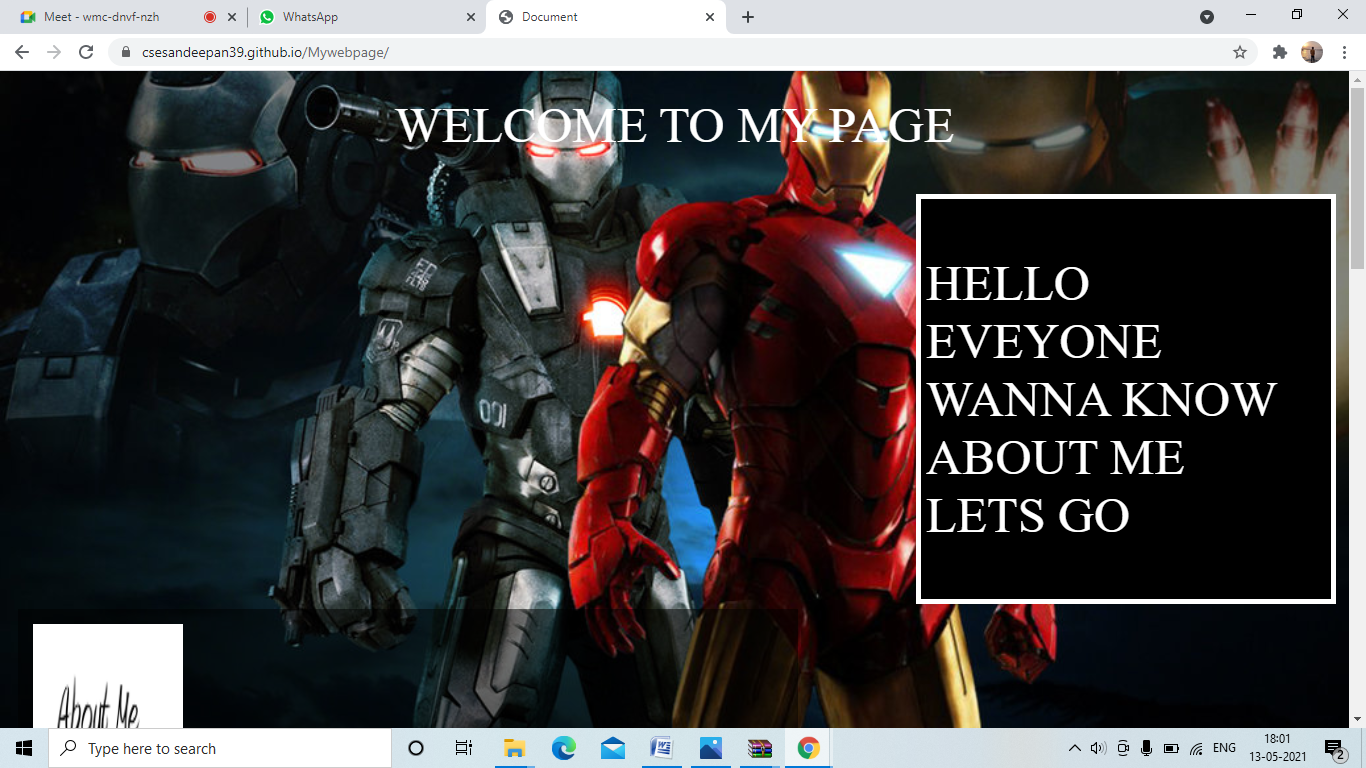 Meet - wmc-dnvf-nzh
WhatsApp
Document
csesandeepan39.github.io/Mywebpage/
WELCOME TO MY PAGE
HELLO
EVEYONE
WANNA KNOW
ABOUT ME
LETS GO
001
About Me
Type here to search
ENG
18:01
13-05-2021
2